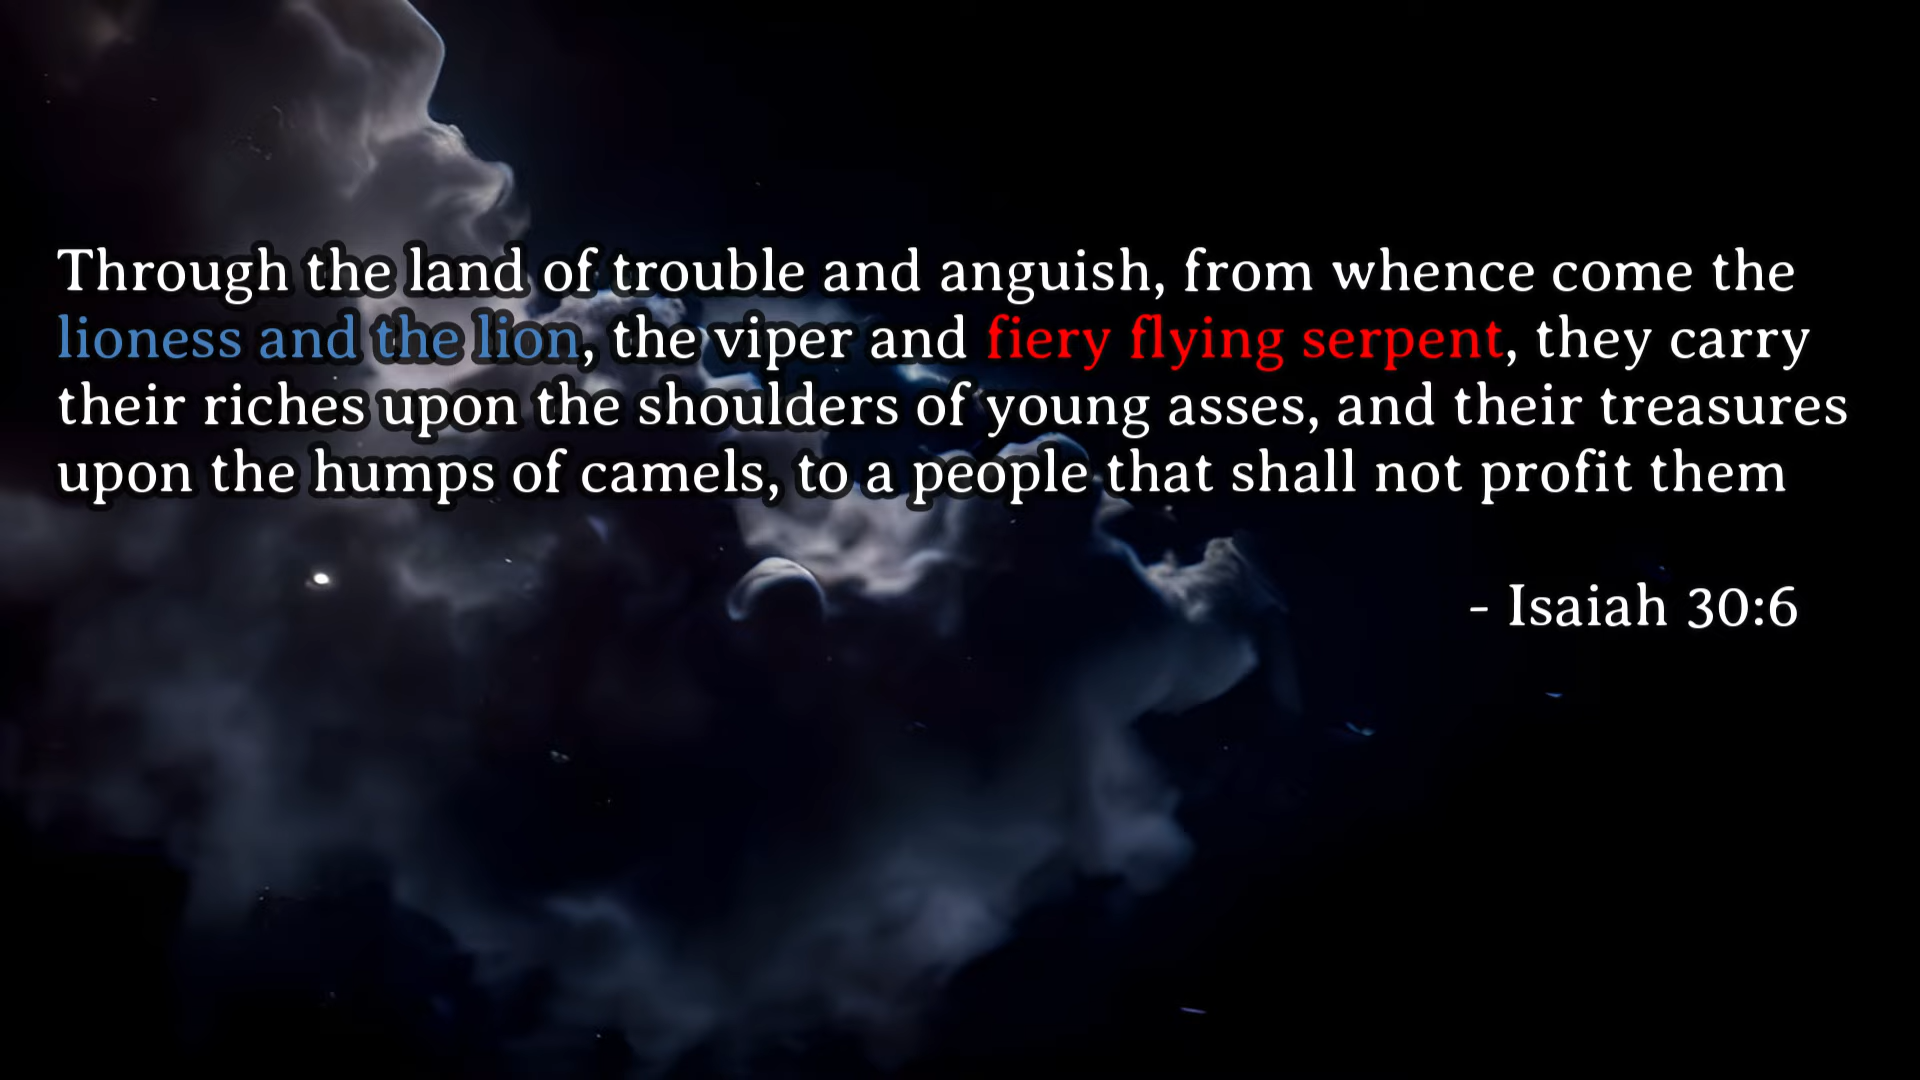 Through the land of trouble and anguish, from whence come the
lioness and the lion, the viper and fiery flying serpent, they carry
their riches upon the shoulders of young asses, and their treasures
upon the humps of camels, to a people that shall not profit them
- Isaiah 30:6